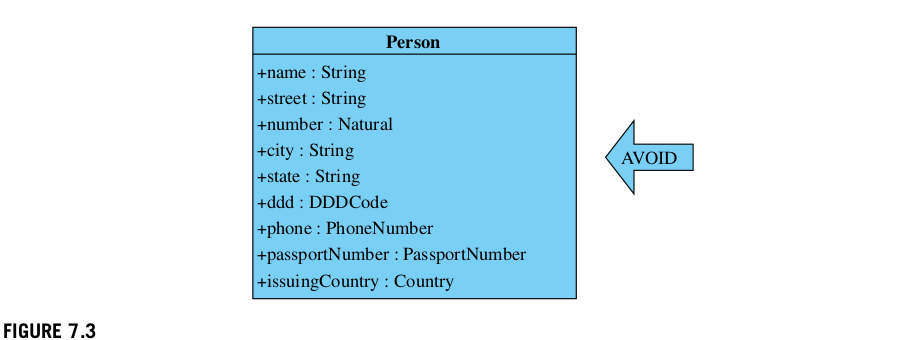 Person
+name : String
+street : String
+number : Natural
+city : String
AVOID
+state : String
+ddd : DDDCode
+phone : PhoneNumber
+passportNumber : PassportNumber
+issuingCountry : Country
FIGURE 7.3